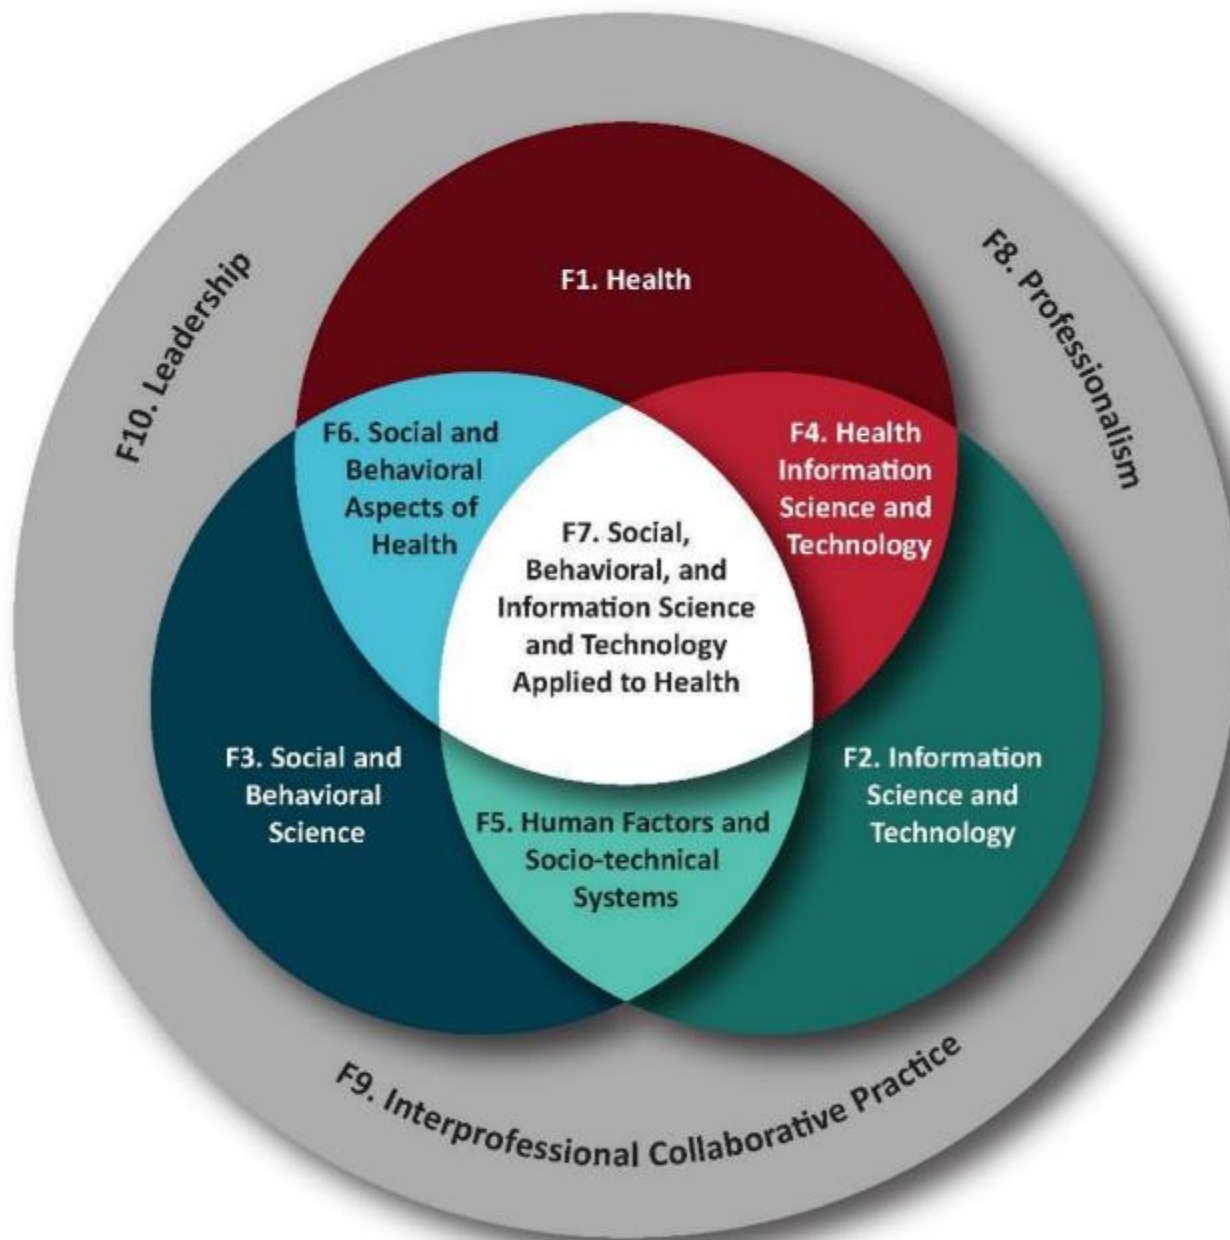 F1. Health
F10. Leadership
F8. Professionalism
F6. Social and
Behavioral
Aspects of
Health
F4. Health
Information
Science and
Technology
F7. Social,
Behavioral, and
Information Science
and Technology
Applied to Health
F3. Social and
Behavioral
Science
F2. Information
Science and
Technology
F5. Human Factors and
Socio-technical
Systems
F9. Interprofessional Collaborative Practice